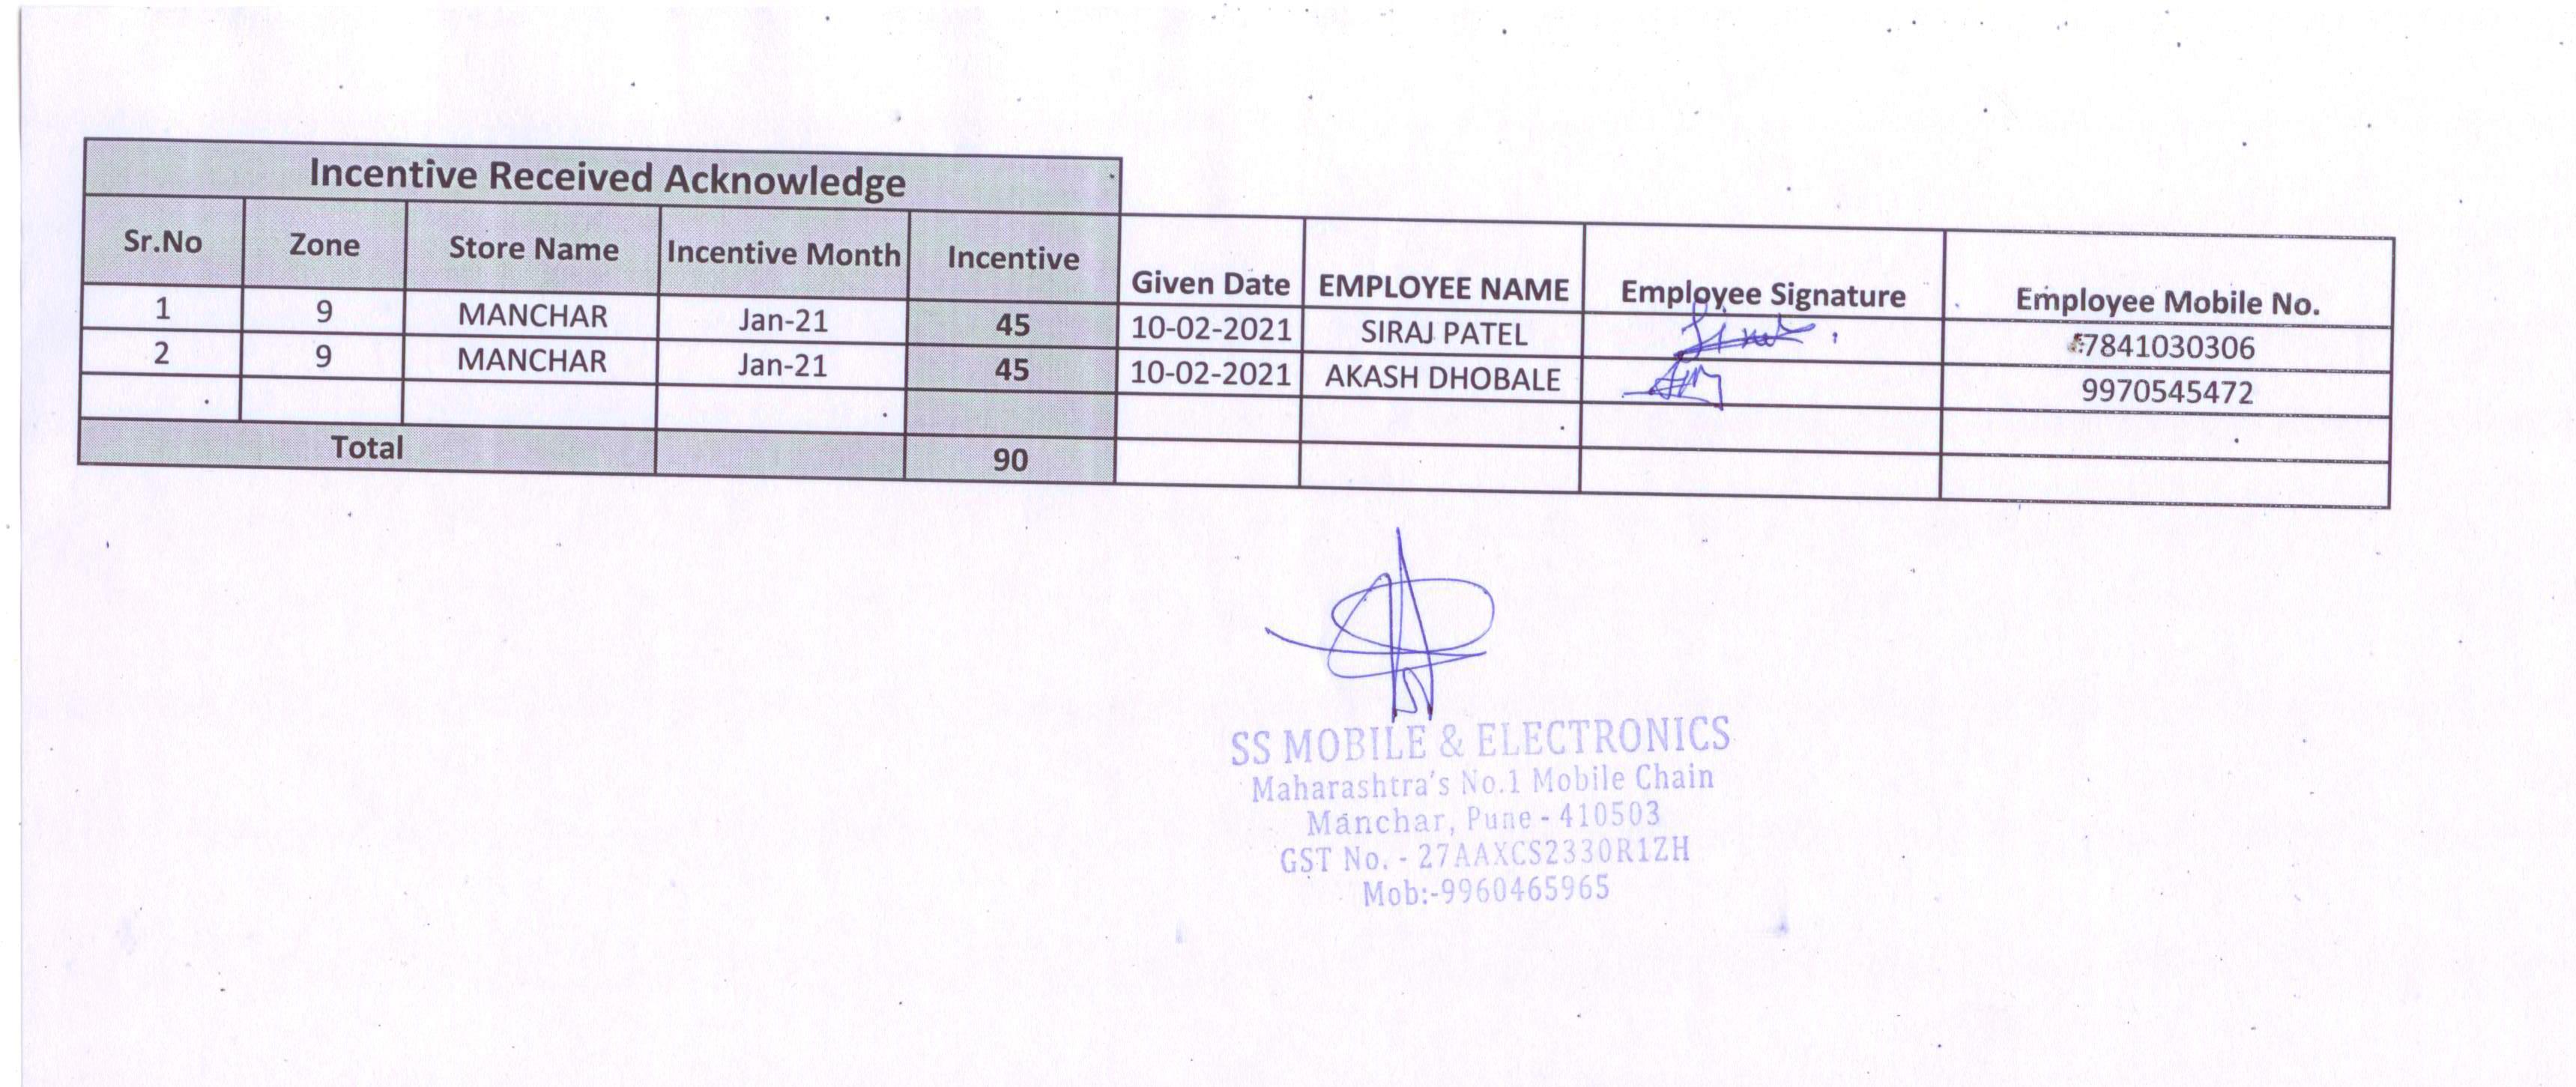 Incentive Received Acknowledge
Sr.No Zone Store Name Incentive Month Incentive Given Date EMPLOYEE NAME Employee Signature Employee Mobile No.
1 9 MANCHAR Jan-21 45 10-02-2021 SIRAJ PATEL 7841030306
2 9 MANCHAR Jan-21 45 10-02-2021 AKASH DHOBALE 9970545472
Total 90
SS MOBILE & ELECTRONICS
Maharashtra's No.1 Mobile Chain
Manchar, Pune - 410503
GST No. - 27AAXCS2330R1ZH
Mob:-9960465965